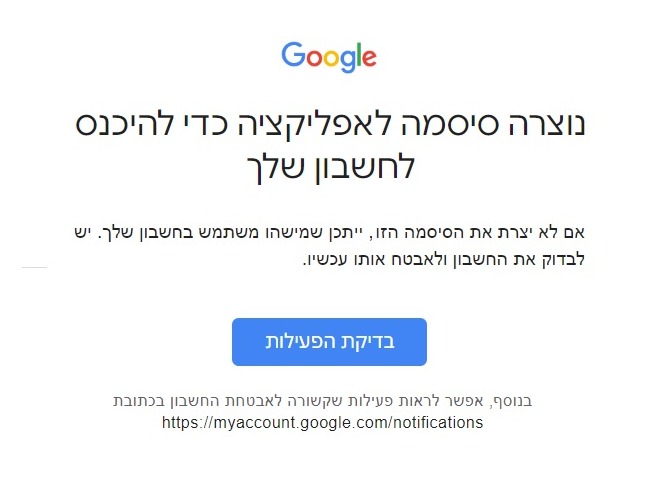 Google
נוצרה סיסמה לאפליקציה כדי להיכנס
לחשבון שלך
אם לא יצרת את הסיסמה הזו, ייתכן שמישהו משתמש בחשבון שלך. יש
לבדוק את החשבון ולאבטח אותו עכשיו.
בדיקת הפעילות
בנוסף, אפשר לראות פעילות שקשורה לאבטחת החשבון בכתובת
https://myaccount.google.com/notifications